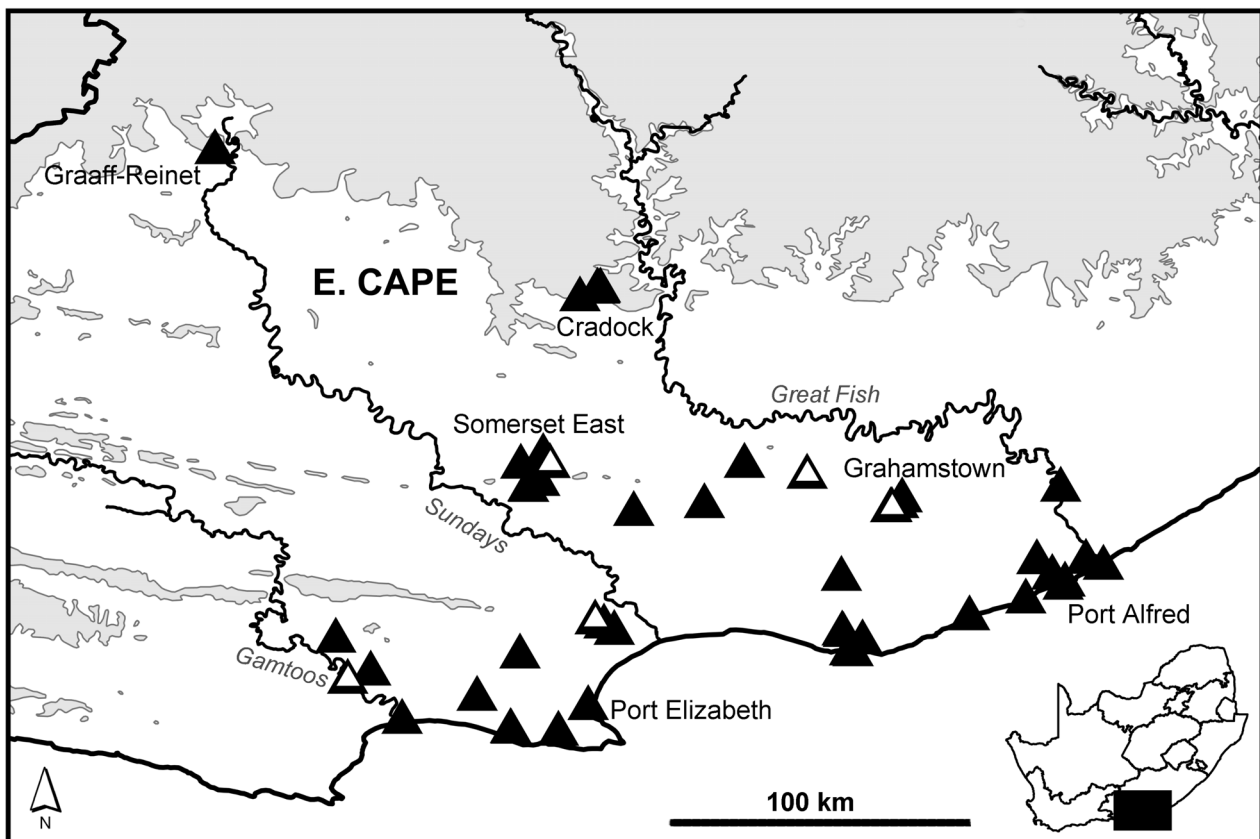 Graaff-Reinet
E. CAPE
Cradock
Great Fish
Somerset East
Grahamstown
Sundays
Port Alfred
Gamtoos
Port Elizabeth
100 km
N